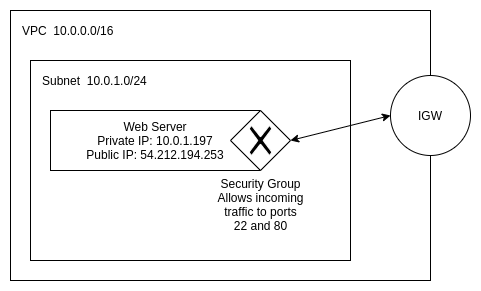 VPC 10.0.0.0/16
Subnet 10.0.1.0/24
Web Server
Private IP: 10.0.1.197
Public IP: 54.212.194.253
IGW
Security Group
Allows incoming
traffic to ports
22 and 80